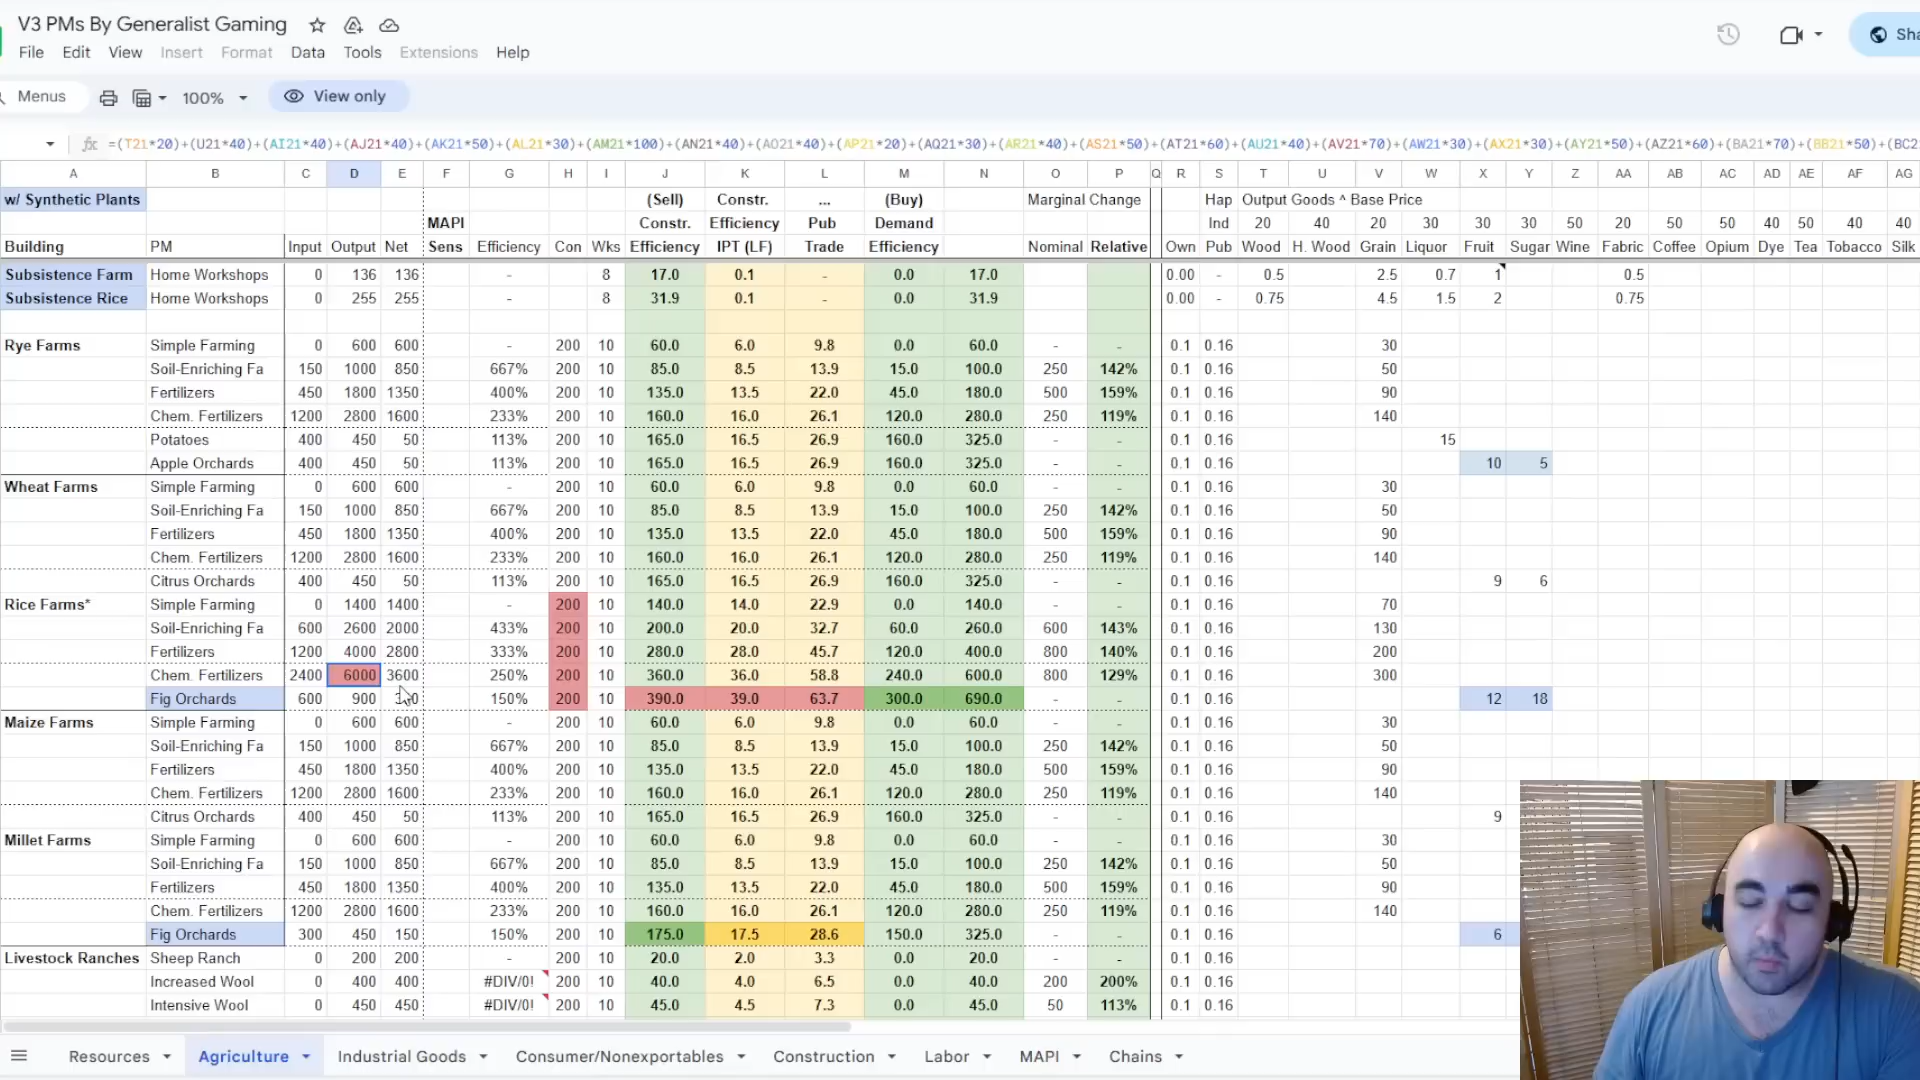 V3 PMs By Generalist Gaming
File Edit View Insert Format Data Tools Extensions Help
Menus 100% View only
=(T21*20)+(U21*40)+(AI21*40)+(AJ21*40)+(AK21*50)+(AL21*30)+(AM21*100)+(AN21*40)+(AO21*40)+(AP21*20)+(AQ21*30)+(AR21*40)+(AS21*50)+(AT21*60)+(AU21*40)+(AV21*70)+(AW21*30)+(AX21*30)+(AY21*50)+(AZ21*60)+(BA21*70)+(BB21*50)+(BC21
A B C D E F G H I J K L M N O P Q R S T U V W X Y Z AA AB AC AD AE AF AG
w/ Synthetic Plants (Sell) Constr. ... (Buy) Marginal Change Hap Output Goods ^ Base Price
MAPI Constr. Efficiency Pub Demand Ind 20 40 20 30 30 30 50 20 50 50 40 50 40 40
Building PM Input Output Net Sens Efficiency Con Wks Efficiency IPT (LF) Trade Efficiency Nominal Relative Own Pub Wood H. Wood Grain Liquor Fruit Sugar Wine Fabric Coffee Opium Dye Tea Tobacco Silk
Subsistence Farm Home Workshops 0 136 136 - 8 17.0 0.1 - 0.0 17.0 0.00 - 0.5 2.5 0.7 1 0.5
Subsistence Rice Home Workshops 0 255 255 - 8 31.9 0.1 - 0.0 31.9 0.00 - 0.75 4.5 1.5 2 0.75
Rye Farms Simple Farming 0 600 600 - 200 10 60.0 6.0 9.8 0.0 60.0 - - 0.1 0.16 30
Soil-Enriching Fa 150 1000 850 667% 200 10 85.0 8.5 13.9 15.0 100.0 250 142% 0.1 0.16 50
Fertilizers 450 1800 1350 400% 200 10 135.0 13.5 22.0 45.0 180.0 500 159% 0.1 0.16 90
Chem. Fertilizers 1200 2800 1600 233% 200 10 160.0 16.0 26.1 120.0 280.0 250 119% 0.1 0.16 140
Potatoes 400 450 50 113% 200 10 165.0 16.5 26.9 160.0 325.0 - - 0.1 0.16 15
Apple Orchards 400 450 50 113% 200 10 165.0 16.5 26.9 160.0 325.0 - - 0.1 0.16 10 5
Wheat Farms Simple Farming 0 600 600 - 200 10 60.0 6.0 9.8 0.0 60.0 - - 0.1 0.16 30
Soil-Enriching Fa 150 1000 850 667% 200 10 85.0 8.5 13.9 15.0 100.0 250 142% 0.1 0.16 50
Fertilizers 450 1800 1350 400% 200 10 135.0 13.5 22.0 45.0 180.0 500 159% 0.1 0.16 90
Chem. Fertilizers 1200 2800 1600 233% 200 10 160.0 16.0 26.1 120.0 280.0 250 119% 0.1 0.16 140
Citrus Orchards 400 450 50 113% 200 10 165.0 16.5 26.9 160.0 325.0 - - 0.1 0.16 9 6
Rice Farms* Simple Farming 0 1400 1400 - 200 10 140.0 14.0 22.9 0.0 140.0 - - 0.1 0.16 70
Soil-Enriching Fa 600 2600 2000 433% 200 10 200.0 20.0 32.7 60.0 260.0 600 143% 0.1 0.16 130
Fertilizers 1200 4000 2800 333% 200 10 280.0 28.0 45.7 120.0 400.0 800 140% 0.1 0.16 200
Chem. Fertilizers 2400 6000 3600 250% 200 10 360.0 36.0 58.8 240.0 600.0 800 129% 0.1 0.16 300
Fig Orchards 600 900 150% 200 10 390.0 39.0 63.7 300.0 690.0 - - 0.1 0.16 12 18
Maize Farms Simple Farming 0 600 600 - 200 10 60.0 6.0 9.8 0.0 60.0 - - 0.1 0.16 30
Soil-Enriching Fa 150 1000 850 667% 200 10 85.0 8.5 13.9 15.0 100.0 250 142% 0.1 0.16 50
Fertilizers 450 1800 1350 400% 200 10 135.0 13.5 22.0 45.0 180.0 500 159% 0.1 0.16 90
Chem. Fertilizers 1200 2800 1600 233% 200 10 160.0 16.0 26.1 120.0 280.0 250 119% 0.1 0.16 140
Citrus Orchards 400 450 50 113% 200 10 165.0 16.5 26.9 160.0 325.0 - - 0.1 0.16 9
Millet Farms Simple Farming 0 600 600 - 200 10 60.0 6.0 9.8 0.0 60.0 - - 0.1 0.16 30
Soil-Enriching Fa 150 1000 850 667% 200 10 85.0 8.5 13.9 15.0 100.0 250 142% 0.1 0.16 50
Fertilizers 450 1800 1350 400% 200 10 135.0 13.5 22.0 45.0 180.0 500 159% 0.1 0.16 90
Chem. Fertilizers 1200 2800 1600 233% 200 10 160.0 16.0 26.1 120.0 280.0 250 119% 0.1 0.16 140
Fig Orchards 300 450 150 150% 200 10 175.0 17.5 28.6 150.0 325.0 - - 0.1 0.16 6
Livestock Ranches Sheep Ranch 0 200 200 - 200 10 20.0 2.0 3.3 0.0 20.0 - - 0.1 0.16
Increased Wool 0 400 400 #DIV/0! 200 10 40.0 4.0 6.5 0.0 40.0 200 200% 0.1 0.16
Intensive Wool 0 450 450 #DIV/0! 200 10 45.0 4.5 7.3 0.0 45.0 50 113% 0.1 0.16
Resources Agriculture Industrial Goods Consumer/Nonexportables Construction Labor MAPI Chains